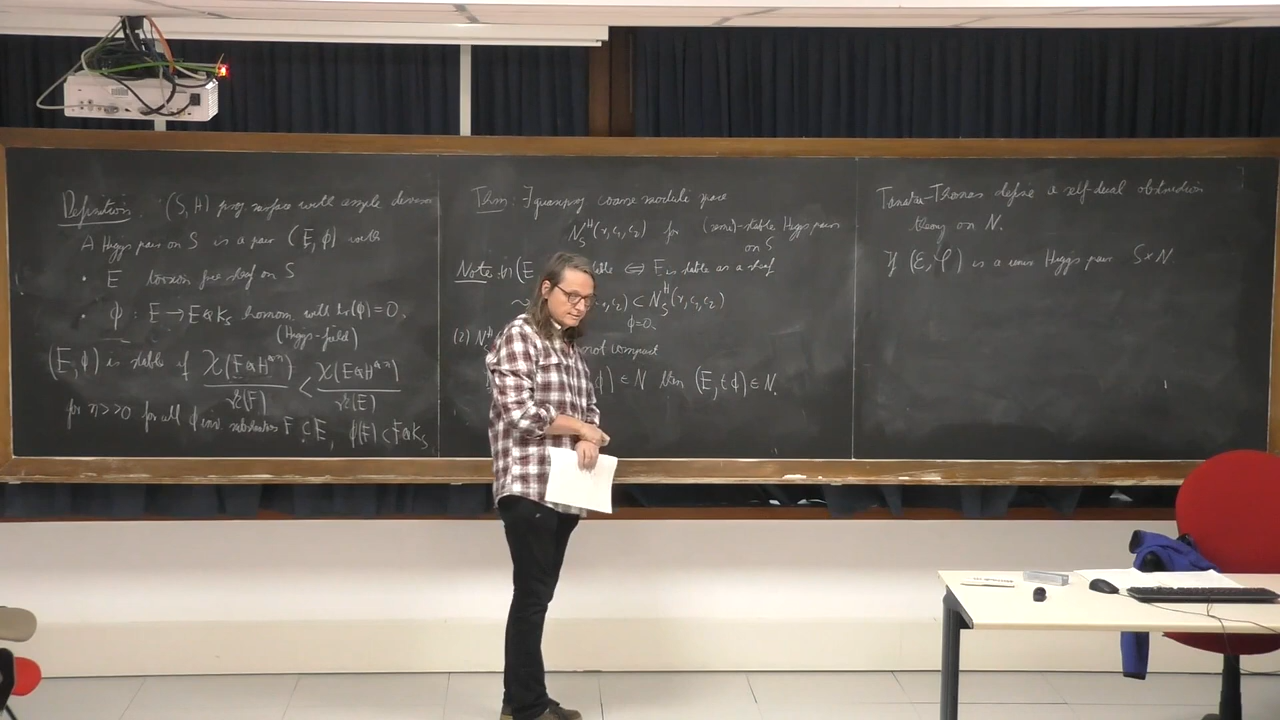 Definition. (S,H) proj surface with ample divisor
A Higgs pair on S is a pair (E,φ) with
• E torsion free sheaf on S
• φ : E → E⊗K_S homom. with tr(φ)=0.
(Higgs-field)
(E,φ) is stable if χ(F⊗H^{⊗n})/rk(F) < χ(E⊗H^{⊗n})/rk(E)
for n>>0 for all φ inv. subsheaves F ⊊ E, φ(F) ⊂ F⊗K_S
Thm: ∃ quasiproj coarse moduli space
N_S^H(r,c_1,c_2) for (semi)-stable Higgs pairs
on S
Note: (E stable ⇔ E is stable as a sheaf
c_2) ⊂ N_S^H(r,c_1,c_2)
φ=0.
(2) N not compact
φ) ∈ N then (E,tφ) ∈ N.
Tanaka-Thomas define a self-dual obstruction
theory on N.
If (ℰ,φ) is a univ Higgs pair S×N.